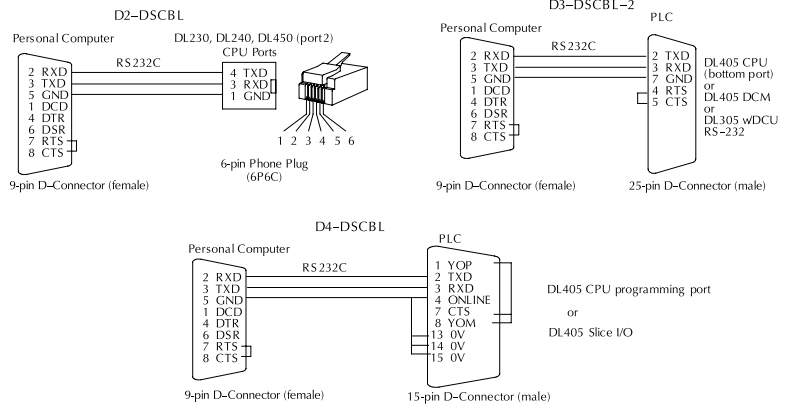 D2–DSCBL
Personal Computer
DL230, DL240, DL450 (port2)
CPU Ports
RS232C
2 RXD
3 TXD
5 GND
1 DCD
4 DTR
6 DSR
7 RTS
8 CTS
4 TXD
3 RXD
1 GND
1 2 3 4 5 6
6-pin Phone Plug
(6P6C)
9-pin D–Connector (female)
D3–DSCBL–2
PLC
Personal Computer
RS232C
2 RXD
3 TXD
5 GND
1 DCD
4 DTR
6 DSR
7 RTS
8 CTS
2 TXD
3 RXD
7 GND
4 RTS
5 CTS
DL405 CPU
(bottom port)
or
DL405 DCM
or
DL305 wDCU
RS–232
9-pin D–Connector (female)
25-pin D–Connector (male)
D4–DSCBL
PLC
Personal Computer
RS232C
2 RXD
3 TXD
5 GND
1 DCD
4 DTR
6 DSR
7 RTS
8 CTS
1 YOP
2 TXD
3 RXD
4 ONLINE
7 CTS
8 YOM
13 0V
14 0V
15 0V
DL405 CPU programming port
or
DL405 Slice I/O
9-pin D–Connector (female)
15-pin D–Connector (male)